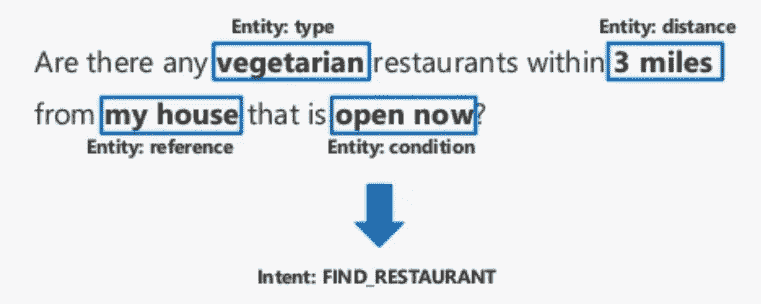 Entity: type Entity: distance
Are there any vegetarian restaurants within 3 miles
from my house that is open now?
Entity: reference Entity: condition
Intent: FIND_RESTAURANT